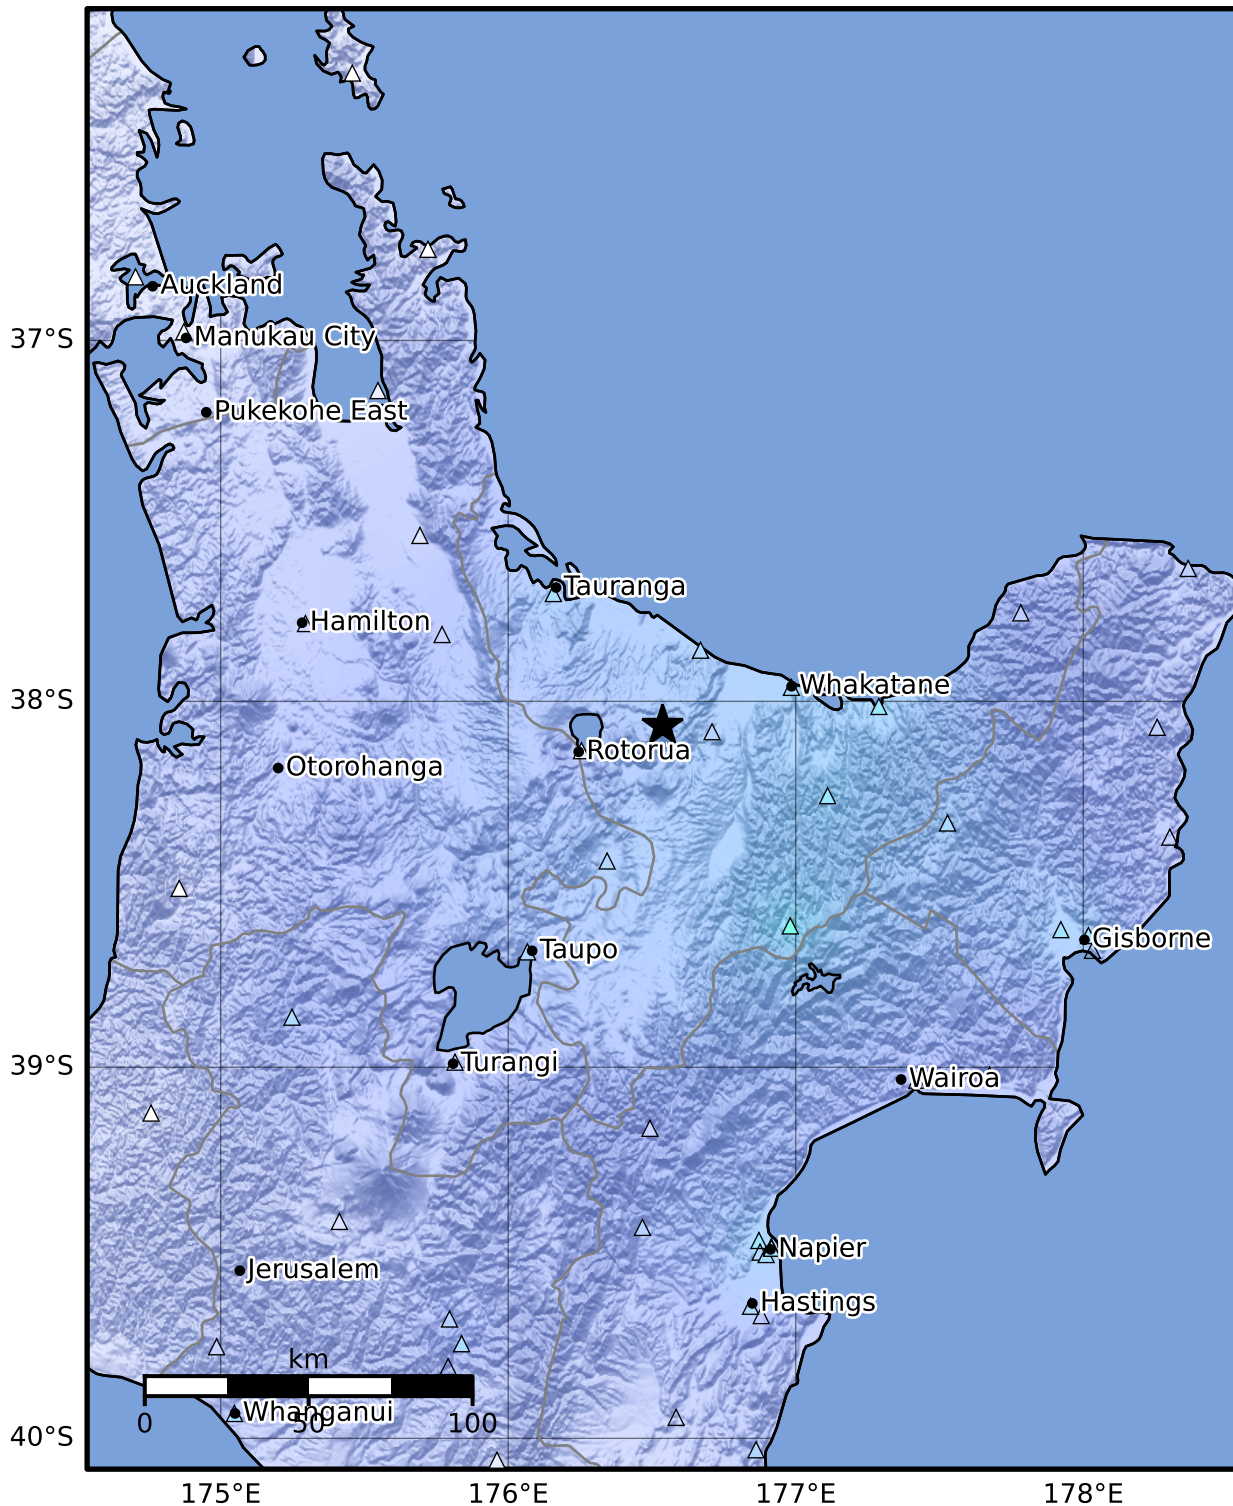 Auckland
37°S
Manukau City
Pukekohe East
Tauranga
Hamilton
Whakatane
38°S
Rotorua
Otorohanga
Gisborne
Taupo
Turangi
39°S
Wairoa
Napier
Jerusalem
Hastings
km
Whanganui
0 50 100
40°S
175°E 176°E 177°E 178°E